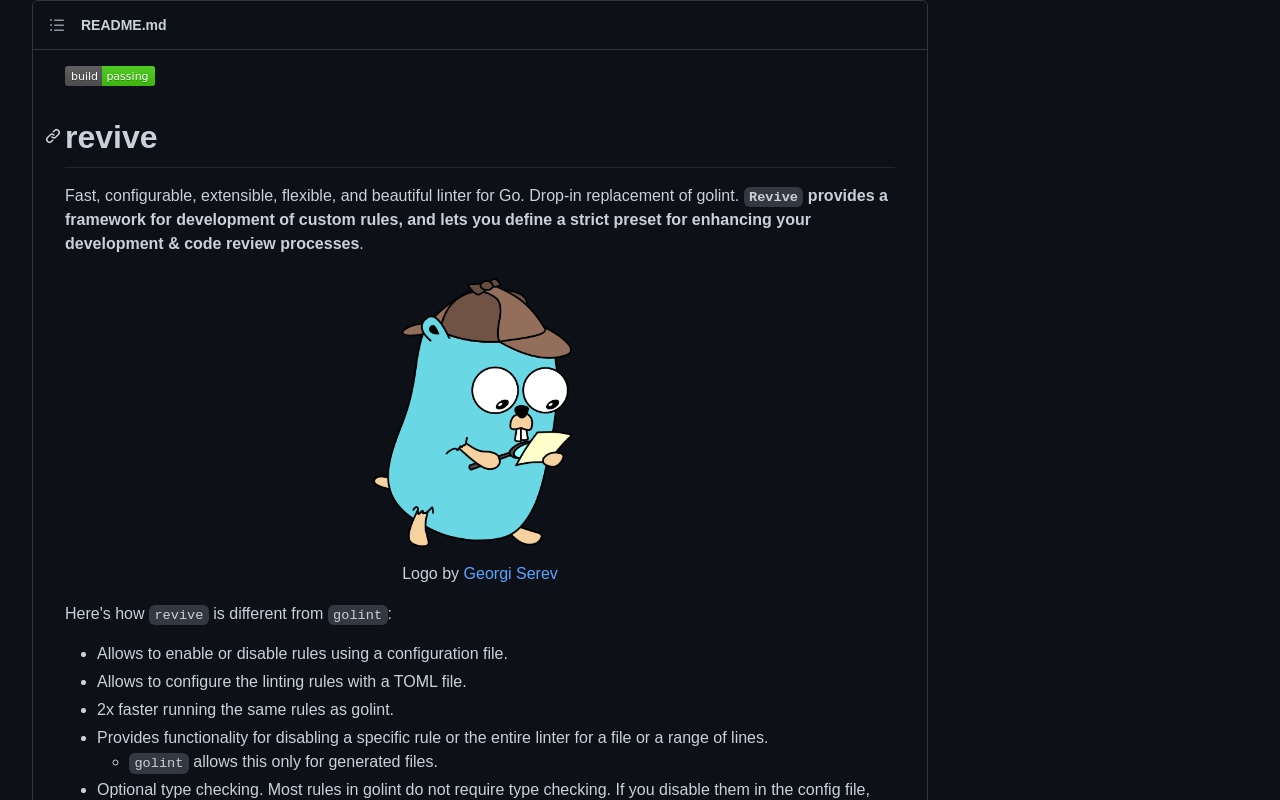 README.md
build passing
revive
Fast, configurable, extensible, flexible, and beautiful linter for Go. Drop-in replacement of golint. Revive provides a
framework for development of custom rules, and lets you define a strict preset for enhancing your
development & code review processes.
Logo by Georgi Serev
Here's how revive is different from golint:
Allows to enable or disable rules using a configuration file.
Allows to configure the linting rules with a TOML file.
2x faster running the same rules as golint.
Provides functionality for disabling a specific rule or the entire linter for a file or a range of lines.
golint allows this only for generated files.
Optional type checking. Most rules in golint do not require type checking. If you disable them in the config file,